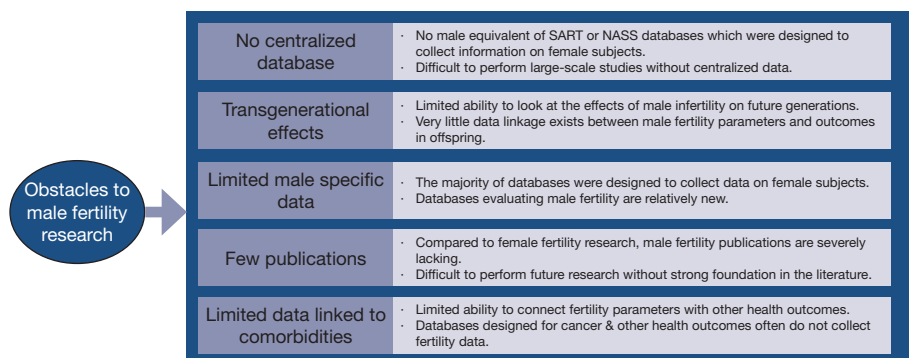 Obstacles to
male fertility
research
No centralized
database
· No male equivalent of SART or NASS databases which were designed to
collect information on female subjects.
· Difficult to perform large-scale studies without centralized data.
Transgenerational
effects
· Limited ability to look at the effects of male infertility on future generations.
· Very little data linkage exists between male fertility parameters and outcomes
in offspring.
Limited male specific
data
· The majority of databases were designed to collect data on female subjects.
· Databases evaluating male fertility are relatively new.
Few publications
· Compared to female fertility research, male fertility publications are severely
lacking.
· Difficult to perform future research without strong foundation in the literature.
Limited data linked to
comorbidities
· Limited ability to connect fertility parameters with other health outcomes.
· Databases designed for cancer & other health outcomes often do not collect
fertility data.